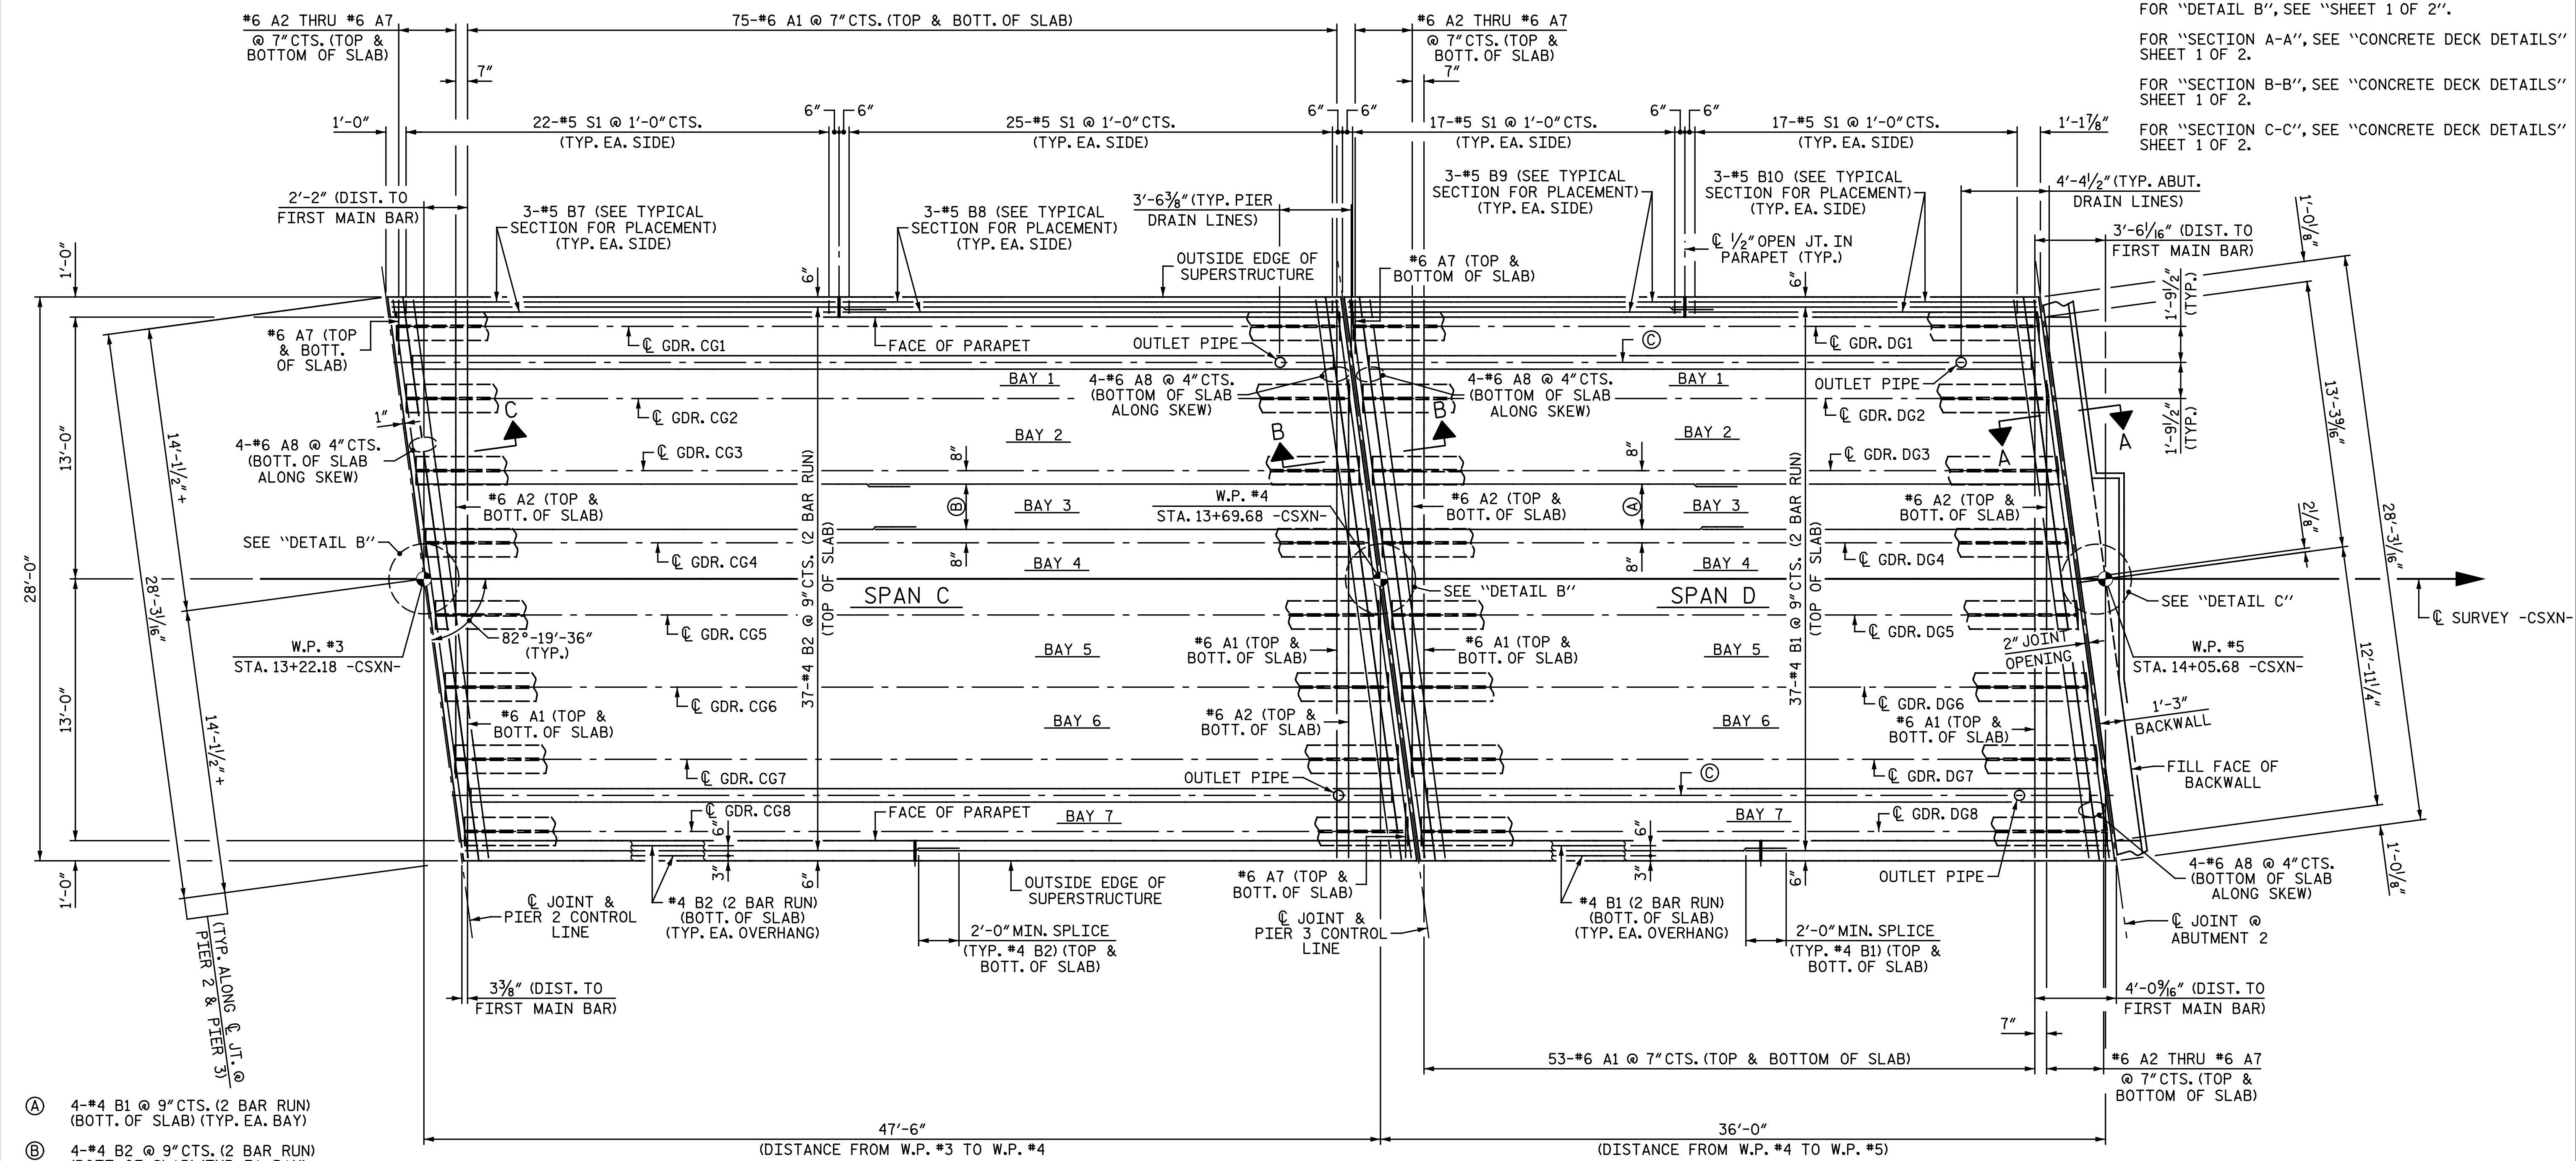 #6 A2 THRU #6 A7
@ 7" CTS. (TOP &
BOTTOM OF SLAB)
75-#6 A1 @ 7" CTS. (TOP & BOTT. OF SLAB)
#6 A2 THRU #6 A7
@ 7" CTS. (TOP &
BOTT. OF SLAB)
7"
7"
FOR ``DETAIL B'', SEE ``SHEET 1 OF 2''.
FOR ``SECTION A-A'', SEE ``CONCRETE DECK DETAILS''
SHEET 1 OF 2.
FOR ``SECTION B-B'', SEE ``CONCRETE DECK DETAILS''
SHEET 1 OF 2.
FOR ``SECTION C-C'', SEE ``CONCRETE DECK DETAILS''
SHEET 1 OF 2.
1'-0"
22-#5 S1 @ 1'-0" CTS.
(TYP. EA. SIDE)
6" 6"
25-#5 S1 @ 1'-0" CTS.
(TYP. EA. SIDE)
6" 6"
17-#5 S1 @ 1'-0" CTS.
(TYP. EA. SIDE)
6" 6"
17-#5 S1 @ 1'-0" CTS.
(TYP. EA. SIDE)
1'-1⅞"
2'-2" (DIST. TO
FIRST MAIN BAR)
3-#5 B7 (SEE TYPICAL
SECTION FOR PLACEMENT)
(TYP. EA. SIDE)
3-#5 B8 (SEE TYPICAL
SECTION FOR PLACEMENT)
(TYP. EA. SIDE)
3'-6⅜" (TYP. PIER
DRAIN LINES)
3-#5 B9 (SEE TYPICAL
SECTION FOR PLACEMENT)
(TYP. EA. SIDE)
3-#5 B10 (SEE TYPICAL
SECTION FOR PLACEMENT)
(TYP. EA. SIDE)
4'-4½" (TYP. ABUT.
DRAIN LINES)
3'-6 1/16" (DIST. TO
FIRST MAIN BAR)
1'-0⅛"
1'-0"
OUTSIDE EDGE OF
SUPERSTRUCTURE
#6 A7 (TOP &
BOTTOM OF SLAB)
℄ ½" OPEN JT. IN
PARAPET (TYP.)
6"
6"
1'-9½"
(TYP.)
#6 A7 (TOP
& BOTT.
OF SLAB)
℄ GDR. CG1
FACE OF PARAPET
OUTLET PIPE
Ⓒ
℄ GDR. DG1
BAY 1
4-#6 A8 @ 4" CTS.
(BOTTOM OF SLAB
ALONG SKEW)
4-#6 A8 @ 4" CTS.
(BOTTOM OF SLAB
ALONG SKEW)
BAY 1
OUTLET PIPE
1'-9½"
(TYP.)
1"
C
℄ GDR. CG2
B
B
℄ GDR. DG2
A
A
4-#6 A8 @ 4" CTS.
(BOTT. OF SLAB
ALONG SKEW)
BAY 2
BAY 2
℄ GDR. CG3
8"
8"
℄ GDR. DG3
13'-0"
14'-1½"+
13'-3 9/16"
#6 A2 (TOP &
BOTT. OF SLAB)
Ⓑ
BAY 3
W.P. #4
STA. 13+69.68 -CSXN-
#6 A2 (TOP &
BOTT. OF SLAB)
Ⓐ
BAY 3
#6 A2 (TOP &
BOTT. OF SLAB)
2⅛"
28'-3 1/16"
SEE ``DETAIL B''
℄ GDR. CG4
8"
BAY 4
8"
BAY 4
℄ GDR. DG4
28'-0"
28'-3 1/16"
37-#4 B2 @ 9" CTS. (2 BAR RUN)
(TOP OF SLAB)
SPAN C
SEE ``DETAIL B''
SPAN D
37-#4 B1 @ 9" CTS. (2 BAR RUN)
(TOP OF SLAB)
SEE ``DETAIL C''
℄ SURVEY -CSXN-
W.P. #3
STA. 13+22.18 -CSXN-
82°-19'-36"
(TYP.)
℄ GDR. CG5
BAY 5
#6 A1 (TOP &
BOTT. OF SLAB)
#6 A1 (TOP &
BOTT. OF SLAB)
BAY 5
℄ GDR. DG5
2" JOINT
OPENING
W.P. #5
STA. 14+05.68 -CSXN-
12'-11¼"
13'-0"
14'-1½"+
℄ GDR. CG6
#6 A1 (TOP &
BOTT. OF SLAB)
BAY 6
#6 A2 (TOP &
BOTT. OF SLAB)
BAY 6
℄ GDR. DG6
#6 A1 (TOP &
BOTT. OF SLAB)
1'-3"
BACKWALL
℄ GDR. CG7
OUTLET PIPE
Ⓒ
℄ GDR. DG7
FILL FACE OF
BACKWALL
℄ GDR. CG8
6"
FACE OF PARAPET
BAY 7
BAY 7
6"
℄ GDR. DG8
1'-0"
3"
6"
OUTSIDE EDGE OF
SUPERSTRUCTURE
#6 A7 (TOP &
BOTT. OF SLAB)
3"
6"
OUTLET PIPE
4-#6 A8 @ 4" CTS.
(BOTTOM OF SLAB
ALONG SKEW)
1'-0⅛"
(TYP. ALONG ℄ JT. @
PIER 2 & PIER 3)
℄ JOINT &
PIER 2 CONTROL
LINE
#4 B2 (2 BAR RUN)
(BOTT. OF SLAB)
(TYP. EA. OVERHANG)
2'-0" MIN. SPLICE
(TYP. #4 B2) (TOP &
BOTT. OF SLAB)
℄ JOINT &
PIER 3 CONTROL
LINE
#4 B1 (2 BAR RUN)
(BOTT. OF SLAB)
(TYP. EA. OVERHANG)
2'-0" MIN. SPLICE
(TYP. #4 B1) (TOP &
BOTT. OF SLAB)
℄ JOINT @
ABUTMENT 2
3⅜" (DIST. TO
FIRST MAIN BAR)
4'-0 9/16" (DIST. TO
FIRST MAIN BAR)
7"
53-#6 A1 @ 7" CTS. (TOP & BOTTOM OF SLAB)
#6 A2 THRU #6 A7
@ 7" CTS. (TOP &
BOTTOM OF SLAB)
Ⓐ 4-#4 B1 @ 9" CTS. (2 BAR RUN)
(BOTT. OF SLAB) (TYP. EA. BAY)
Ⓑ 4-#4 B2 @ 9" CTS. (2 BAR RUN)
47'-6"
(DISTANCE FROM W.P. #3 TO W.P. #4
36'-0"
(DISTANCE FROM W.P. #4 TO W.P. #5)